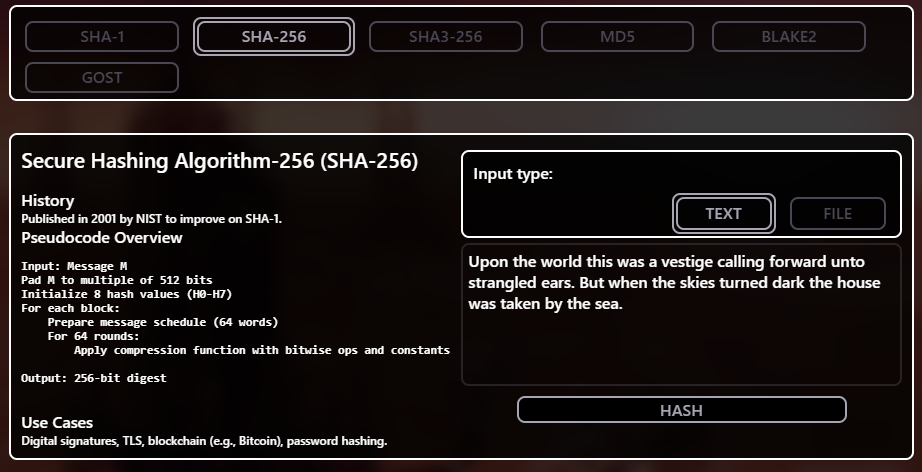 SHA-1
SHA-256
SHA3-256
MD5
BLAKE2
GOST
Secure Hashing Algorithm-256 (SHA-256)
History
Published in 2001 by NIST to improve on SHA-1.
Pseudocode Overview
Input: Message M
Pad M to multiple of 512 bits
Initialize 8 hash values (H0-H7)
For each block:
    Prepare message schedule (64 words)
    For 64 rounds:
        Apply compression function with bitwise ops and constants
Output: 256-bit digest
Use Cases
Digital signatures, TLS, blockchain (e.g., Bitcoin), password hashing.
Input type:
TEXT
FILE
Upon the world this was a vestige calling forward unto
strangled ears. But when the skies turned dark the house
was taken by the sea.
HASH